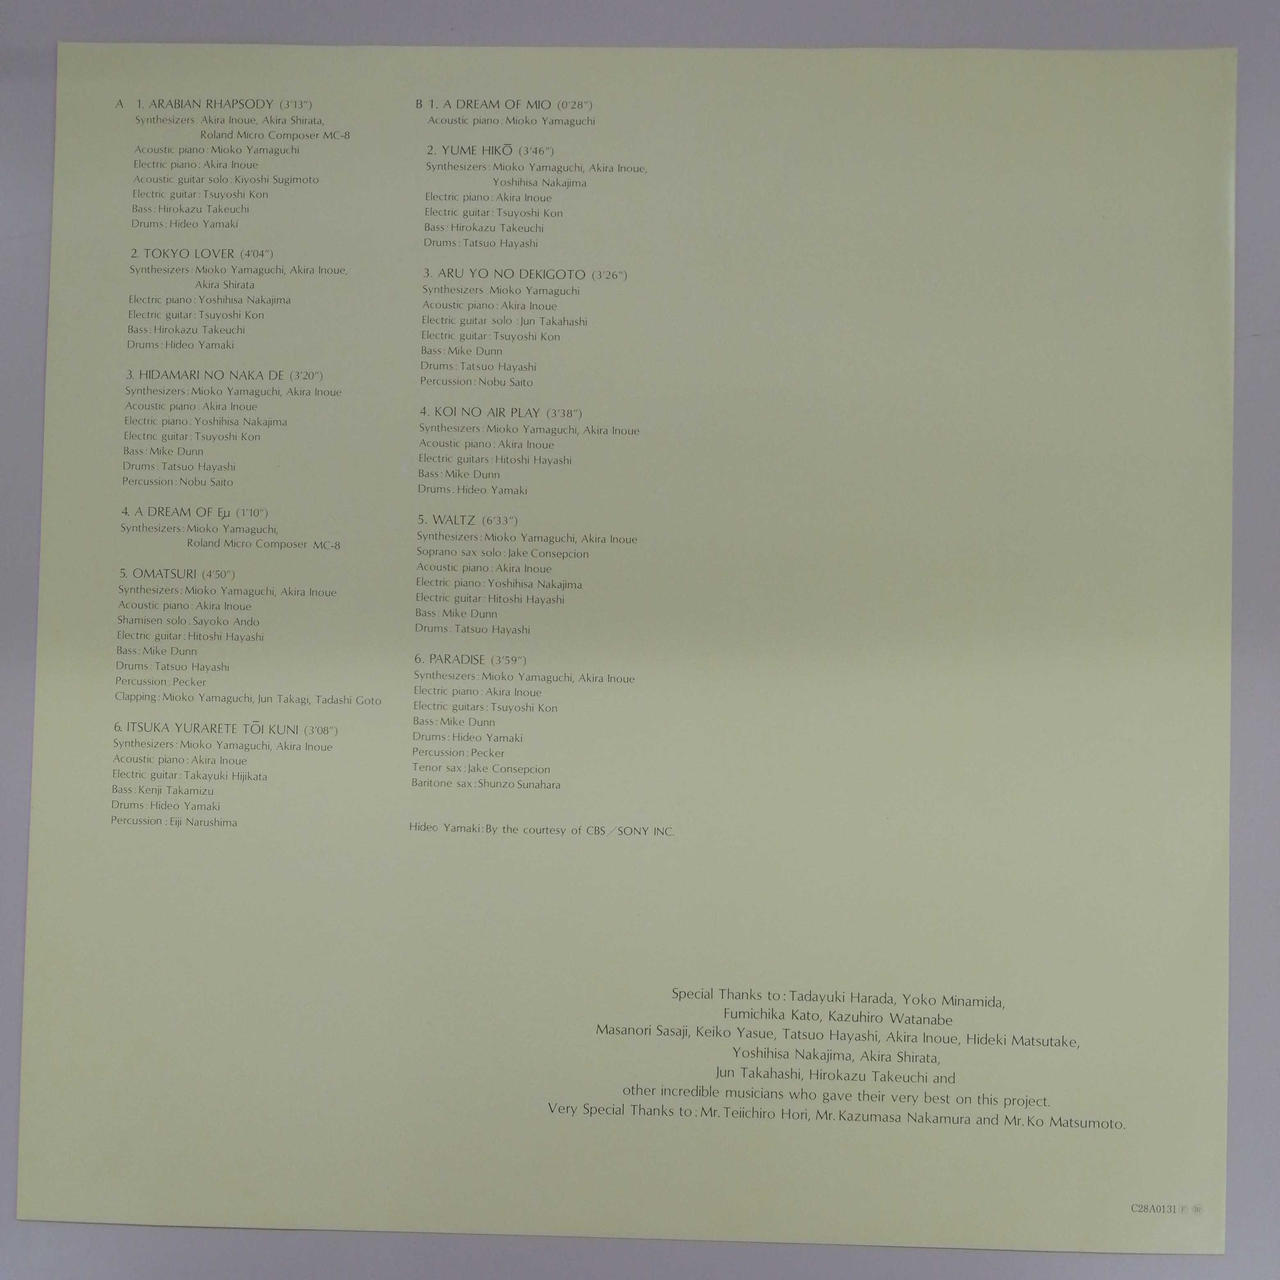 A 1. ARABIAN RHAPSODY (3'13")
Synthesizers: Akira Inoue, Akira Shirata,
Roland Micro Composer MC-8
Acoustic piano: Mioko Yamaguchi
Electric piano: Akira Inoue
Acoustic guitar solo: Kiyoshi Sugimoto
Electric guitar: Tsuyoshi Kon
Bass: Hirokazu Takeuchi
Drums: Hideo Yamaki
2. TOKYO LOVER (4'04")
Synthesizers: Mioko Yamaguchi, Akira Inoue,
Akira Shirata
Electric piano: Yoshihisa Nakajima
Electric guitar: Tsuyoshi Kon
Bass: Hirokazu Takeuchi
Drums: Hideo Yamaki
3. HIDAMARI NO NAKA DE (3'20")
Synthesizers: Mioko Yamaguchi, Akira Inoue
Acoustic piano: Akira Inoue
Electric piano: Yoshihisa Nakajima
Electric guitar: Tsuyoshi Kon
Bass: Mike Dunn
Drums: Tatsuo Hayashi
Percussion: Nobu Saito
4. A DREAM OF Eμ (1'10")
Synthesizers: Mioko Yamaguchi,
Roland Micro Composer MC-8
5. OMATSURI (4'50")
Synthesizers: Mioko Yamaguchi, Akira Inoue
Acoustic piano: Akira Inoue
Shamisen solo: Sayoko Ando
Electric guitar: Hitoshi Hayashi
Bass: Mike Dunn
Drums: Tatsuo Hayashi
Percussion: Pecker
Clapping: Mioko Yamaguchi, Jun Takagi, Tadashi Goto
6. ITSUKA YURARETE TŌI KUNI (3'08")
Synthesizers: Mioko Yamaguchi, Akira Inoue
Acoustic piano: Akira Inoue
Electric guitar: Takayuki Hijikata
Bass: Kenji Takamizu
Drums: Hideo Yamaki
Percussion: Eiji Narushima
B 1. A DREAM OF MIO (0'28")
Acoustic piano: Mioko Yamaguchi
2. YUME HIKŌ (3'46")
Synthesizers: Mioko Yamaguchi, Akira Inoue,
Yoshihisa Nakajima
Electric piano: Akira Inoue
Electric guitar: Tsuyoshi Kon
Bass: Hirokazu Takeuchi
Drums: Tatsuo Hayashi
3. ARU YO NO DEKIGOTO (3'26")
Synthesizers: Mioko Yamaguchi
Acoustic piano: Akira Inoue
Electric guitar solo: Jun Takahashi
Electric guitar: Tsuyoshi Kon
Bass: Mike Dunn
Drums: Tatsuo Hayashi
Percussion: Nobu Saito
4. KOI NO AIR PLAY (3'38")
Synthesizers: Mioko Yamaguchi, Akira Inoue
Acoustic piano: Akira Inoue
Electric guitars: Hitoshi Hayashi
Bass: Mike Dunn
Drums: Hideo Yamaki
5. WALTZ (6'33")
Synthesizers: Mioko Yamaguchi, Akira Inoue
Soprano sax solo: Jake Consepcion
Acoustic piano: Akira Inoue
Electric piano: Yoshihisa Nakajima
Electric guitar: Hitoshi Hayashi
Bass: Mike Dunn
Drums: Tatsuo Hayashi
6. PARADISE (3'59")
Synthesizers: Mioko Yamaguchi, Akira Inoue
Electric piano: Akira Inoue
Electric guitars: Tsuyoshi Kon
Bass: Mike Dunn
Drums: Hideo Yamaki
Percussion: Pecker
Tenor sax: Jake Consepcion
Baritone sax: Shunzo Sunahara
Hideo Yamaki: By the courtesy of CBS/SONY INC.
Special Thanks to: Tadayuki Harada, Yoko Minamida,
Fumichika Kato, Kazuhiro Watanabe
Masanori Sasaji, Keiko Yasue, Tatsuo Hayashi, Akira Inoue, Hideki Matsutake,
Yoshihisa Nakajima, Akira Shirata,
Jun Takahashi, Hirokazu Takeuchi and
other incredible musicians who gave their very best on this project.
Very Special Thanks to: Mr. Teiichiro Hori, Mr. Kazumasa Nakamura and Mr. Ko Matsumoto.
C28A0131